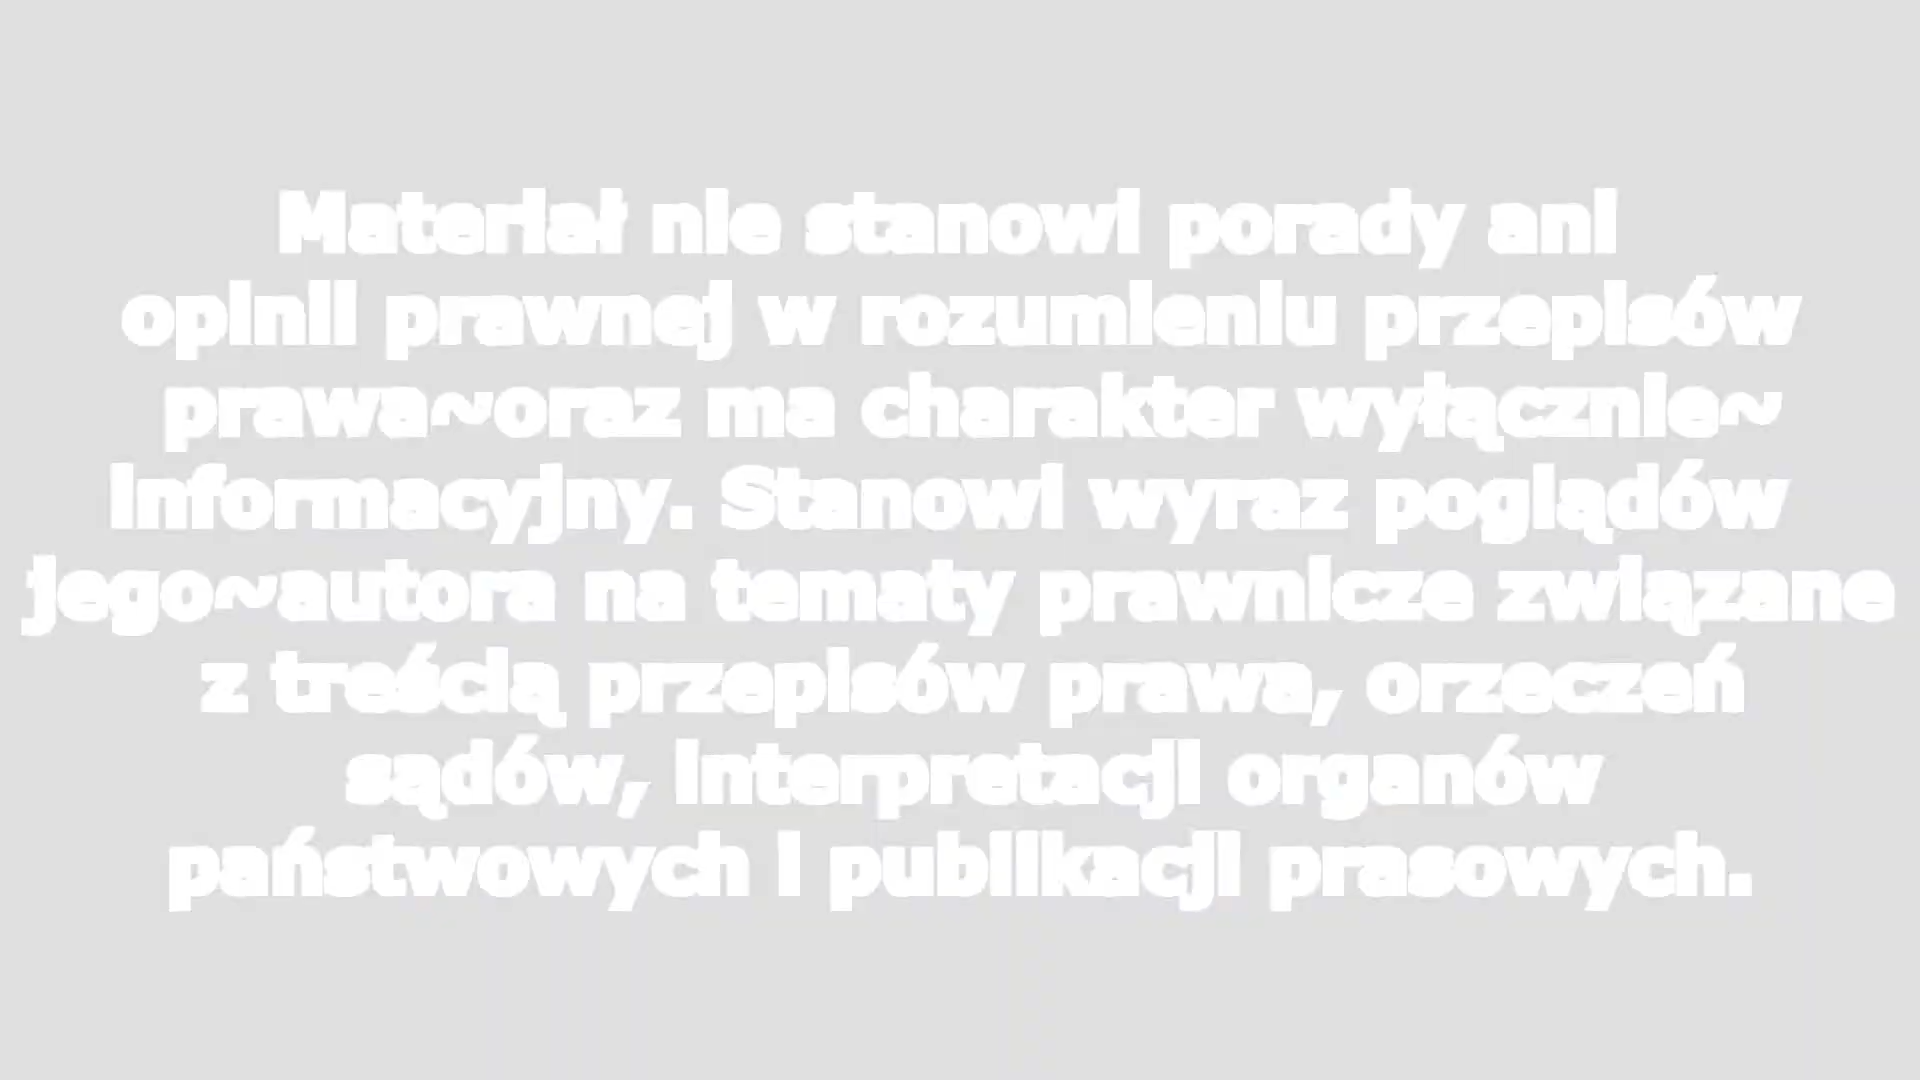 Materiał nie stanowi porady ani
opinii prawnej w rozumieniu przepisów
prawa~oraz ma charakter wyłącznie~
informacyjny. Stanowi wyraz poglądów
jego~autora na tematy prawnicze związane
z treścią przepisów prawa, orzeczeń
sądów, interpretacji organów
państwowych i publikacji prasowych.